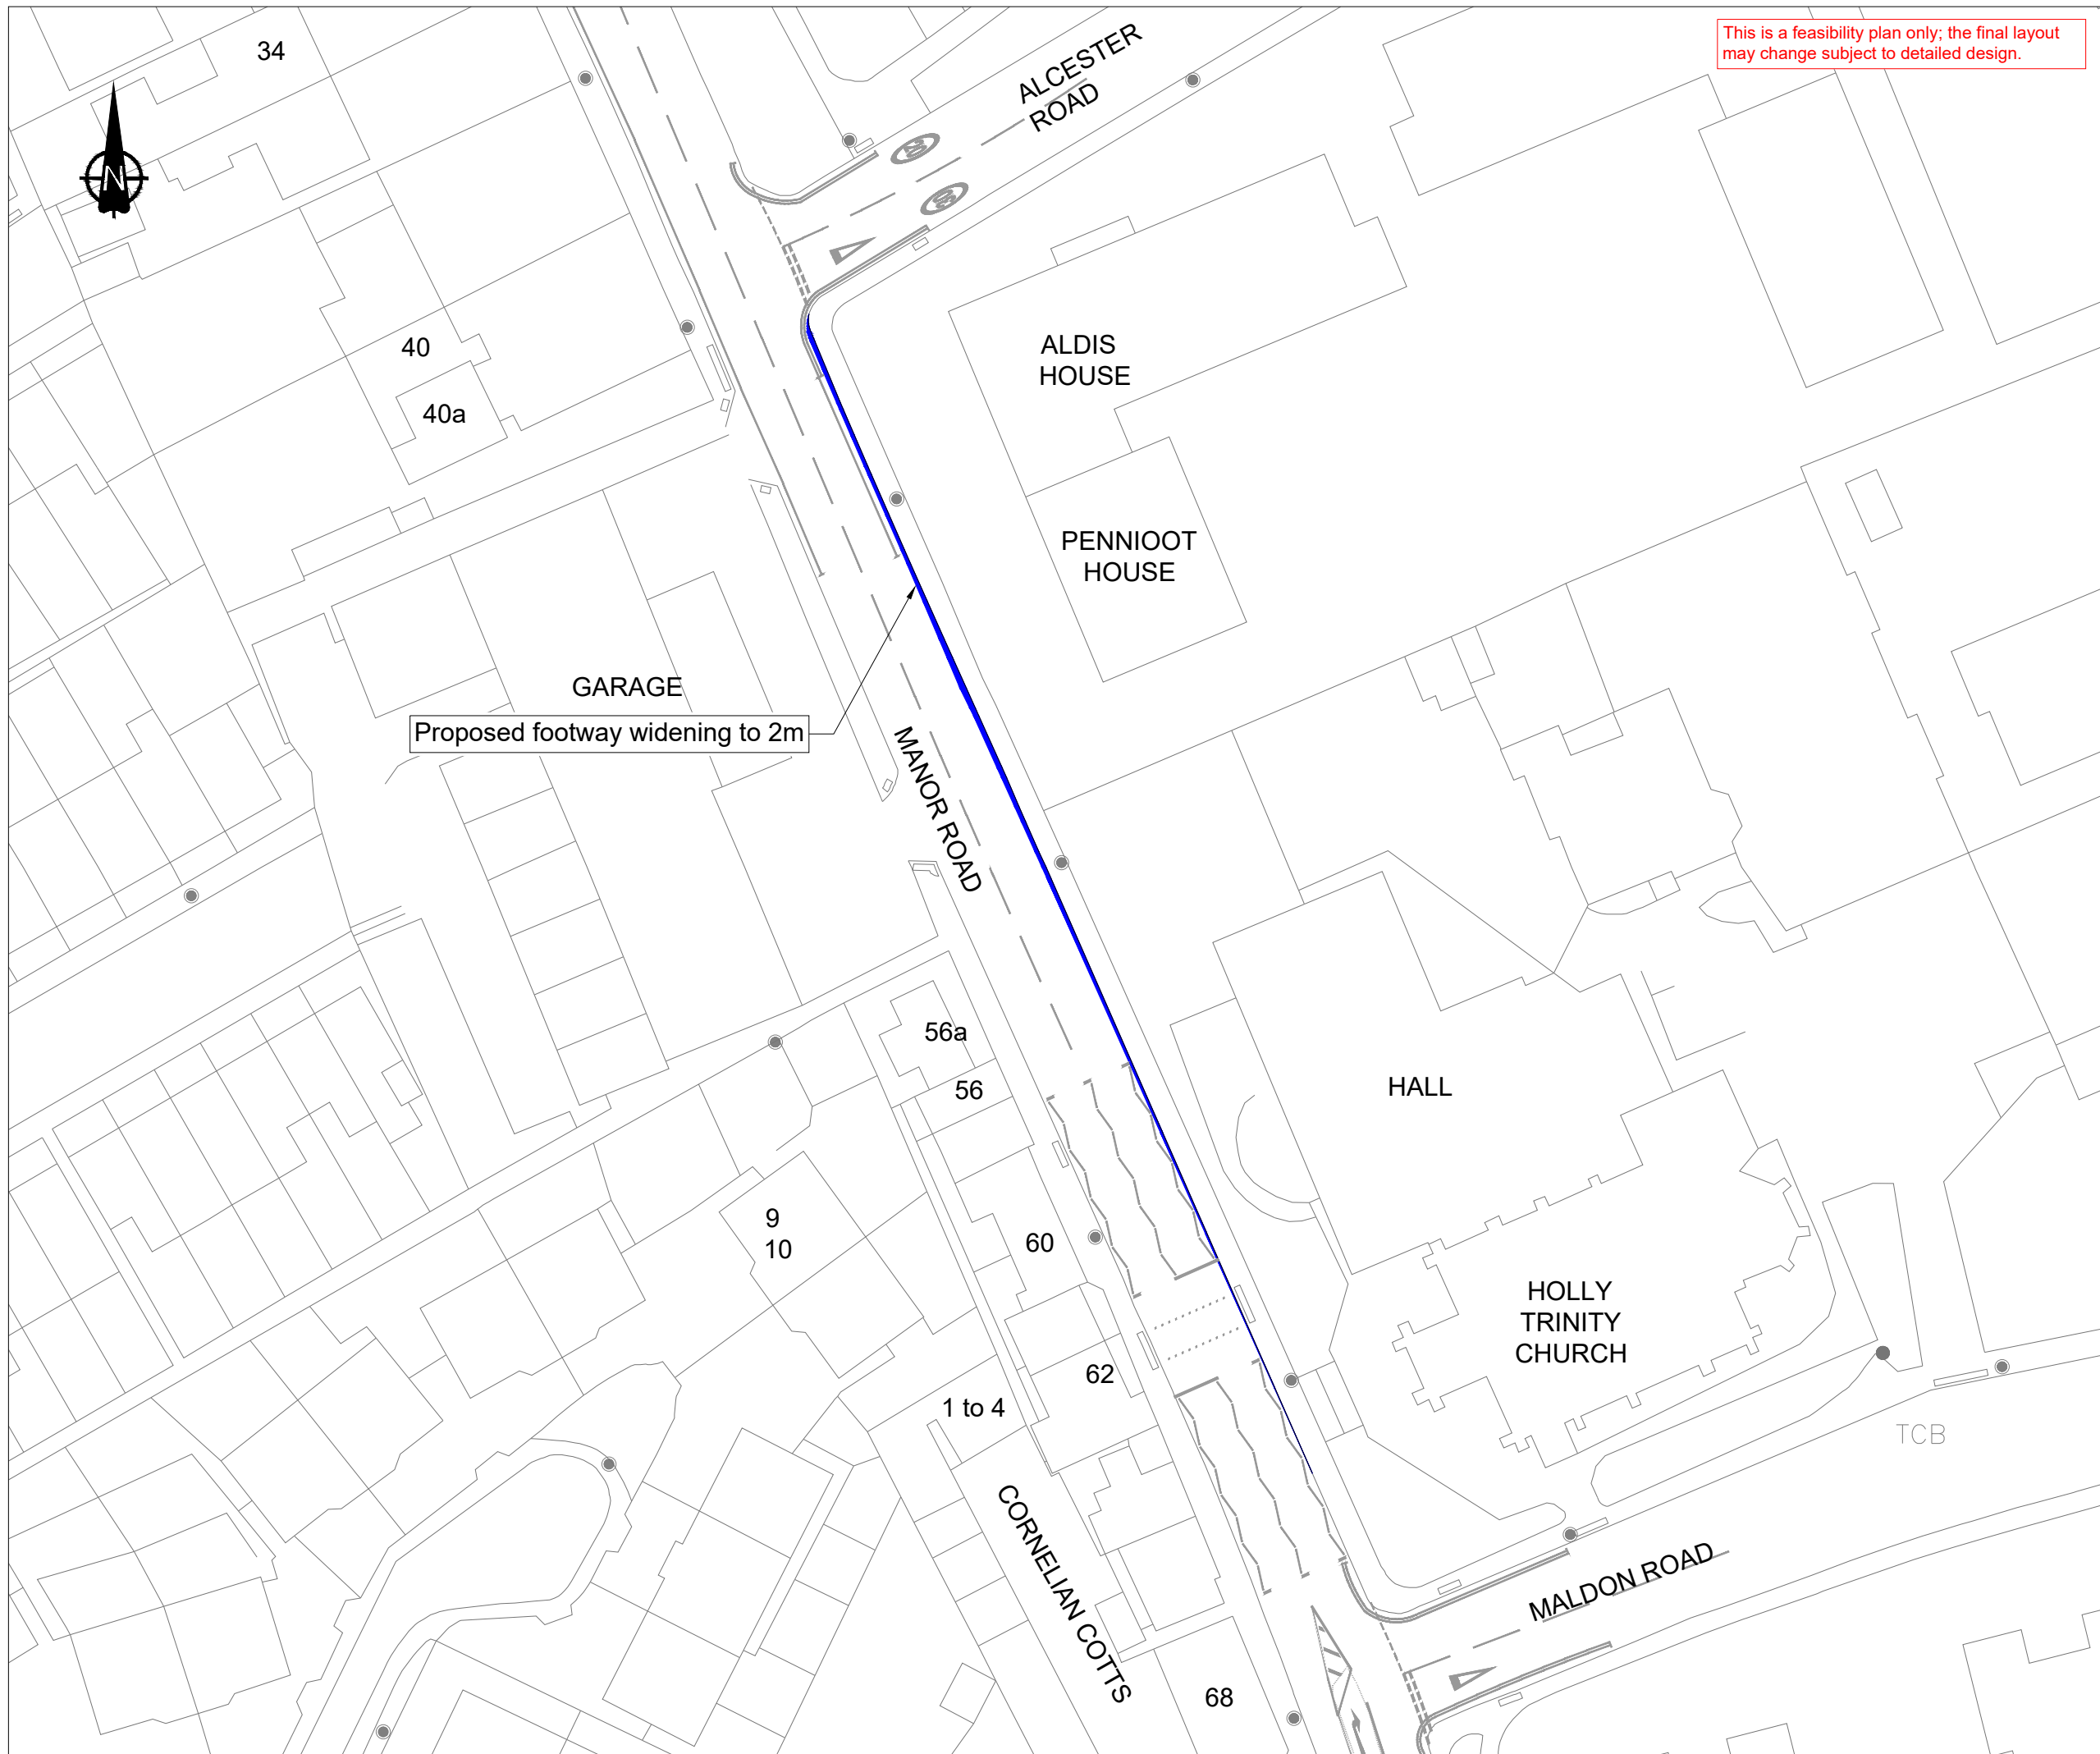 This is a feasibility plan only; the final layout
may change subject to detailed design.
34
ALCESTER
ROAD
N
20
30
40
40a
ALDIS
HOUSE
PENNIOOT
HOUSE
GARAGE
Proposed footway widening to 2m
MANOR ROAD
56a
56
HALL
9
10
60
HOLLY
TRINITY
CHURCH
62
1 to 4
TCB
CORNELIAN COTTS
MALDON ROAD
68